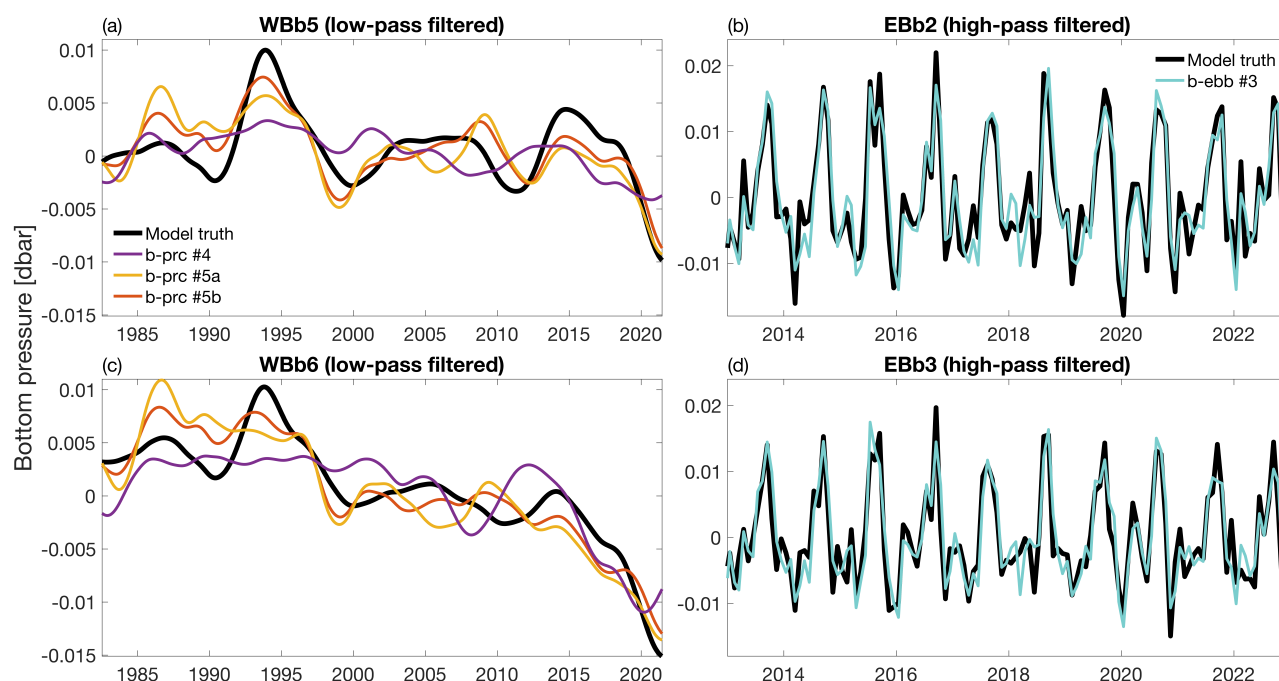 (a) WBb5 (low-pass filtered)
0.01
0.005
0
-0.005
-0.01
-0.015
Model truth
b-prc #4
b-prc #5a
b-prc #5b
1985 1990 1995 2000 2005 2010 2015 2020
(b) EBb2 (high-pass filtered)
0.02
0.01
0
-0.01
Model truth
b-ebb #3
2014 2016 2018 2020 2022
Bottom pressure [dbar]
(c) WBb6 (low-pass filtered)
0.01
0.005
0
-0.005
-0.01
-0.015
1985 1990 1995 2000 2005 2010 2015 2020
(d) EBb3 (high-pass filtered)
0.02
0.01
0
-0.01
2014 2016 2018 2020 2022